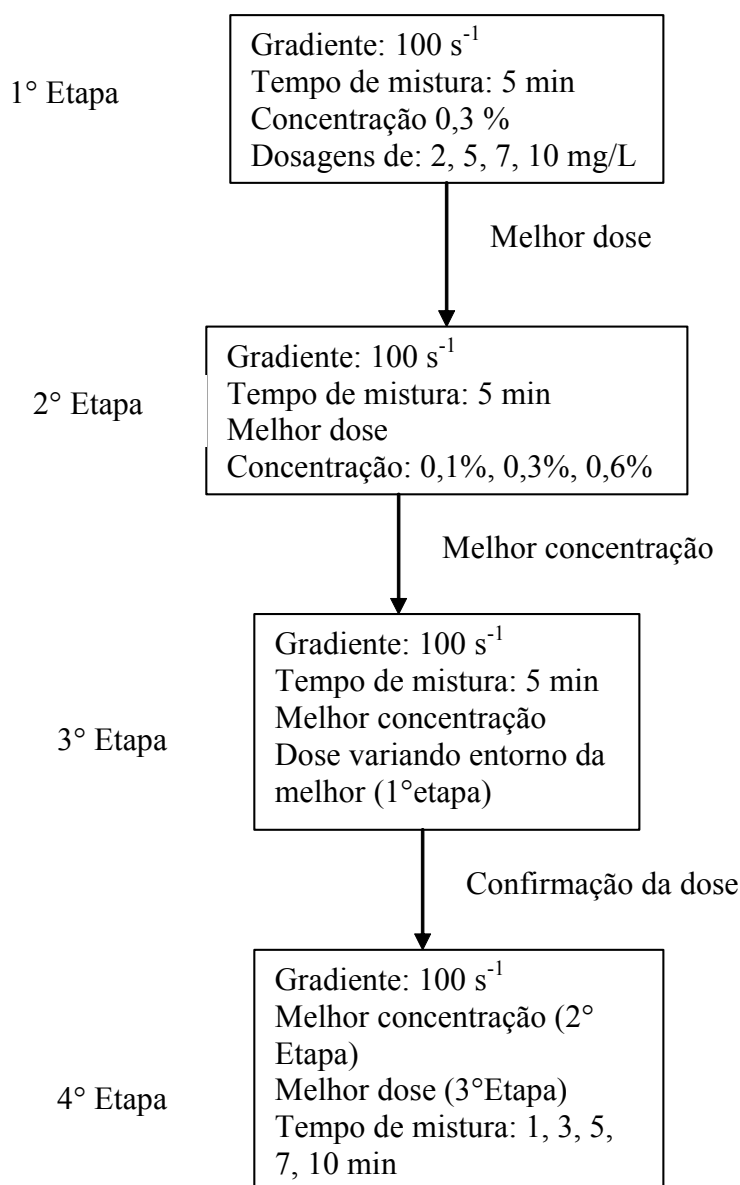 1° Etapa
Gradiente: 100 s⁻¹
Tempo de mistura: 5 min
Concentração 0,3 %
Dosagens de: 2, 5, 7, 10 mg/L
Melhor dose
2° Etapa
Gradiente: 100 s⁻¹
Tempo de mistura: 5 min
Melhor dose
Concentração: 0,1%, 0,3%, 0,6%
Melhor concentração
3° Etapa
Gradiente: 100 s⁻¹
Tempo de mistura: 5 min
Melhor concentração
Dose variando entorno da
melhor (1°etapa)
Confirmação da dose
4° Etapa
Gradiente: 100 s⁻¹
Melhor concentração (2°
Etapa)
Melhor dose (3°Etapa)
Tempo de mistura: 1, 3, 5,
7, 10 min